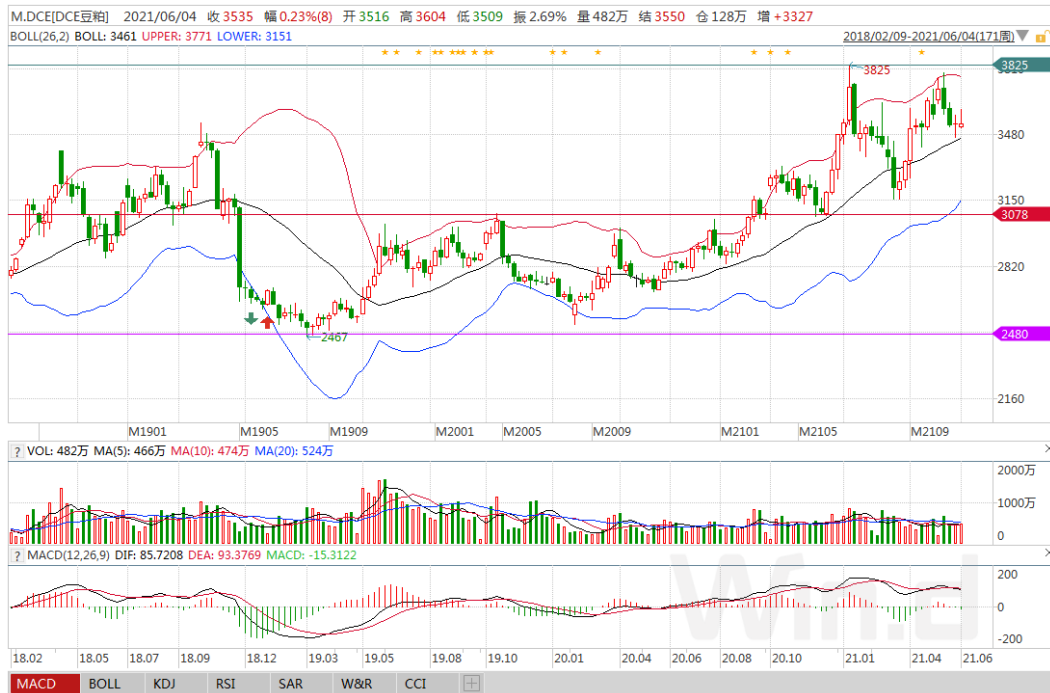 M.DCE[DCE豆粕] 2021/06/04 收 3535 幅 0.23%(8) 开 3516 高 3604 低 3509 振 2.69% 量 482万 结 3550 仓 128万 增 +3327
BOLL(26,2) BOLL: 3461 UPPER: 3771 LOWER: 3151 2018/02/09-2021/06/04(171周)
3825
3825
3480
3150
3078
2820
2480
2467
2160
M1901 M1905 M1909 M2001 M2005 M2009 M2101 M2105 M2109
? VOL: 482万 MA(5): 466万 MA(10): 474万 MA(20): 524万
2000万
1000万
0
? MACD(12,26,9) DIF: 85.7208 DEA: 93.3769 MACD: -15.3122
200
0
-200
Win.d
18.02 18.05 18.07 18.09 18.12 19.03 19.05 19.08 19.10 20.01 20.04 20.06 20.08 20.10 21.01 21.04 21.06
MACD BOLL KDJ RSI SAR W&R CCI